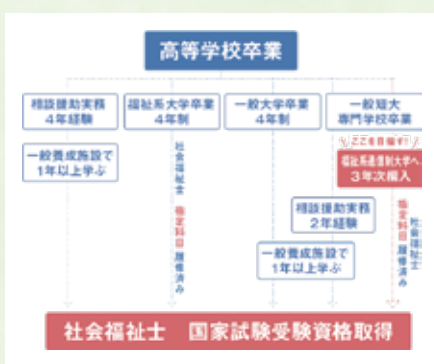 高等学校卒業
相談援助実務
4年経験
福祉系大学卒業
4年制
一般大学卒業
4年制
一般短大
専門学校卒業
ここを目指す!
福祉系通信制大学へ
3年次編入
一般養成施設で
1年以上学ぶ
社会福祉士 指定科目 履修済み
相談援助実務
2年経験
社会福祉士
指定科目 履修済み
一般養成施設で
1年以上学ぶ
社会福祉士 国家試験受験資格取得